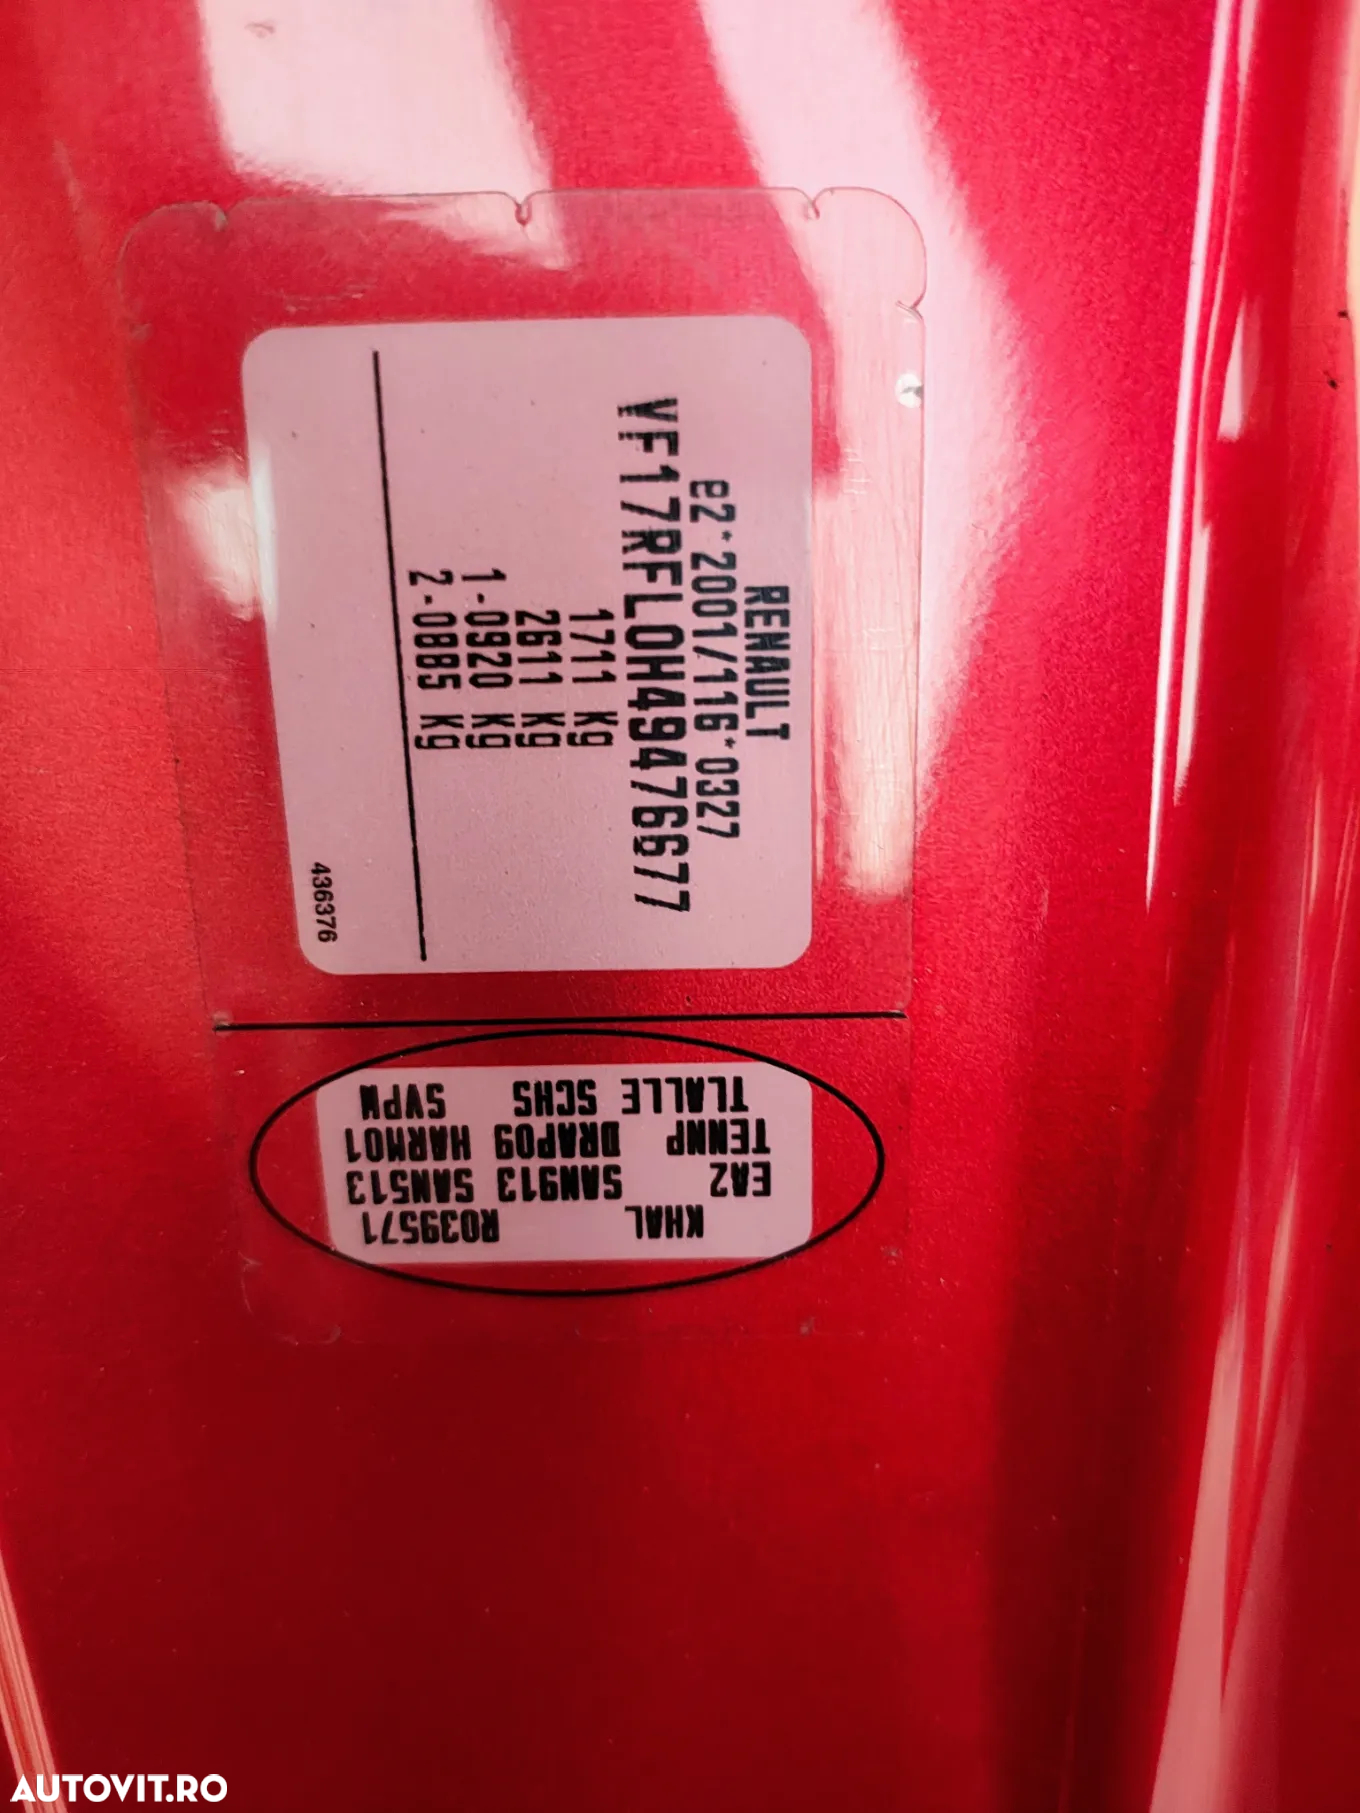 RENAULT
e2*2001/116*0327
VF17RFL0H49476677
1711 Kg
2611 Kg
1-0920 Kg
2-0885 Kg
436376
KHAL R039571
EA2 SAN913 SAN513
TENNP DRAP09 HARM01
TLALLE SCHS SVPM
AUTOVIT.RO